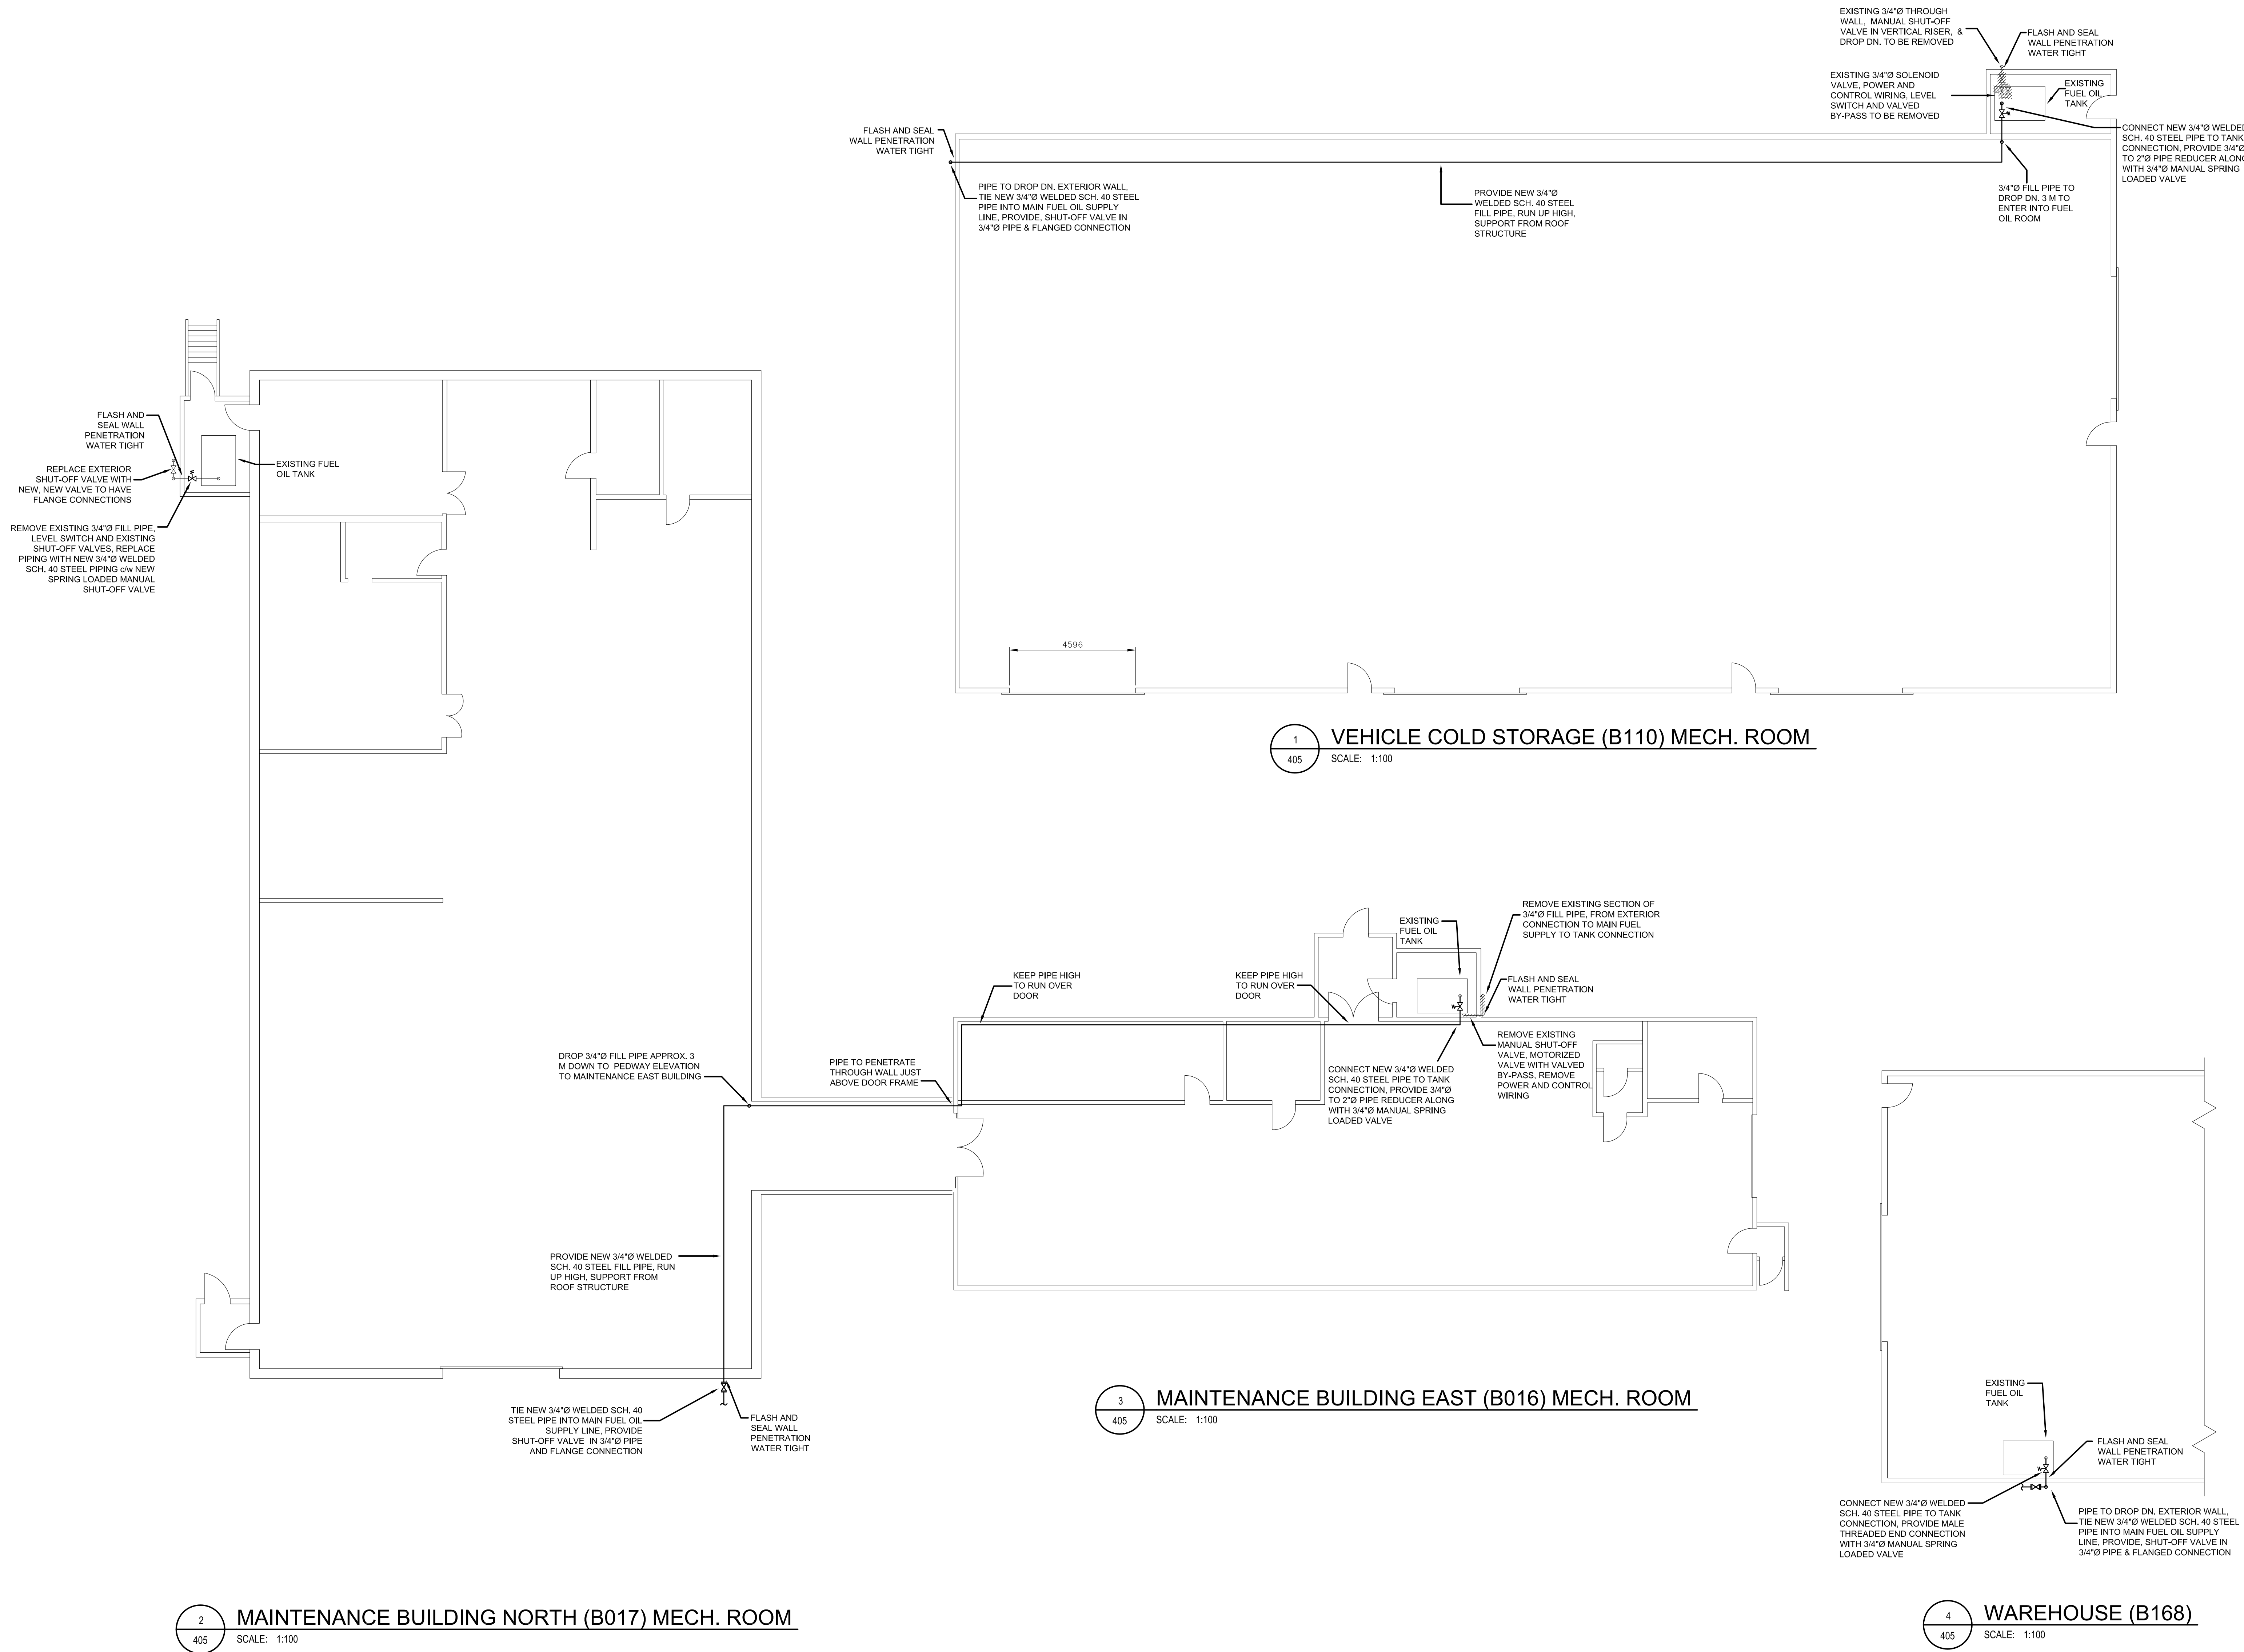 EXISTING 3/4"Ø THROUGH
WALL, MANUAL SHUT-OFF
VALVE IN VERTICAL RISER, &
DROP DN. TO BE REMOVED
FLASH AND SEAL
WALL PENETRATION
WATER TIGHT
EXISTING 3/4"Ø SOLENOID
VALVE, POWER AND
CONTROL WIRING, LEVEL
SWITCH AND VALVED
BY-PASS TO BE REMOVED
EXISTING
FUEL OIL
TANK
FLASH AND SEAL
WALL PENETRATION
WATER TIGHT
CONNECT NEW 3/4"Ø WELDED
SCH. 40 STEEL PIPE TO TANK
CONNECTION, PROVIDE 3/4"Ø
TO 2"Ø PIPE REDUCER ALONG
WITH 3/4"Ø MANUAL SPRING
LOADED VALVE
PIPE TO DROP DN. EXTERIOR WALL,
TIE NEW 3/4"Ø WELDED SCH. 40 STEEL
PIPE INTO MAIN FUEL OIL SUPPLY
LINE, PROVIDE, SHUT-OFF VALVE IN
3/4"Ø PIPE & FLANGED CONNECTION
PROVIDE NEW 3/4"Ø
WELDED SCH. 40 STEEL
FILL PIPE, RUN UP HIGH,
SUPPORT FROM ROOF
STRUCTURE
3/4"Ø FILL PIPE TO
DROP DN. 3 M TO
ENTER INTO FUEL
OIL ROOM
4596
1
405
VEHICLE COLD STORAGE (B110) MECH. ROOM
SCALE: 1:100
FLASH AND
SEAL WALL
PENETRATION
WATER TIGHT
REPLACE EXTERIOR
SHUT-OFF VALVE WITH
NEW, NEW VALVE TO HAVE
FLANGE CONNECTIONS
EXISTING FUEL
OIL TANK
REMOVE EXISTING 3/4"Ø FILL PIPE,
LEVEL SWITCH AND EXISTING
SHUT-OFF VALVES, REPLACE
PIPING WITH NEW 3/4"Ø WELDED
SCH. 40 STEEL PIPING c/w NEW
SPRING LOADED MANUAL
SHUT-OFF VALVE
REMOVE EXISTING SECTION OF
3/4"Ø FILL PIPE, FROM EXTERIOR
CONNECTION TO MAIN FUEL
SUPPLY TO TANK CONNECTION
EXISTING
FUEL OIL
TANK
KEEP PIPE HIGH
TO RUN OVER
DOOR
KEEP PIPE HIGH
TO RUN OVER
DOOR
FLASH AND SEAL
WALL PENETRATION
WATER TIGHT
DROP 3/4"Ø FILL PIPE APPROX. 3
M DOWN TO PEDWAY ELEVATION
TO MAINTENANCE EAST BUILDING
PIPE TO PENETRATE
THROUGH WALL JUST
ABOVE DOOR FRAME
CONNECT NEW 3/4"Ø WELDED
SCH. 40 STEEL PIPE TO TANK
CONNECTION, PROVIDE 3/4"Ø
TO 2"Ø PIPE REDUCER ALONG
WITH 3/4"Ø MANUAL SPRING
LOADED VALVE
REMOVE EXISTING
MANUAL SHUT-OFF
VALVE, MOTORIZED
VALVE WITH VALVED
BY-PASS, REMOVE
POWER AND CONTROL
WIRING
PROVIDE NEW 3/4"Ø WELDED
SCH. 40 STEEL FILL PIPE, RUN
UP HIGH, SUPPORT FROM
ROOF STRUCTURE
TIE NEW 3/4"Ø WELDED SCH. 40
STEEL PIPE INTO MAIN FUEL OIL
SUPPLY LINE, PROVIDE
SHUT-OFF VALVE IN 3/4"Ø PIPE
AND FLANGE CONNECTION
FLASH AND
SEAL WALL
PENETRATION
WATER TIGHT
3
405
MAINTENANCE BUILDING EAST (B016) MECH. ROOM
SCALE: 1:100
EXISTING
FUEL OIL
TANK
FLASH AND SEAL
WALL PENETRATION
WATER TIGHT
CONNECT NEW 3/4"Ø WELDED
SCH. 40 STEEL PIPE TO TANK
CONNECTION, PROVIDE MALE
THREADED END CONNECTION
WITH 3/4"Ø MANUAL SPRING
LOADED VALVE
PIPE TO DROP DN. EXTERIOR WALL,
TIE NEW 3/4"Ø WELDED SCH. 40 STEEL
PIPE INTO MAIN FUEL OIL SUPPLY
LINE, PROVIDE, SHUT-OFF VALVE IN
3/4"Ø PIPE & FLANGED CONNECTION
2
405
MAINTENANCE BUILDING NORTH (B017) MECH. ROOM
SCALE: 1:100
4
405
WAREHOUSE (B168)
SCALE: 1:100